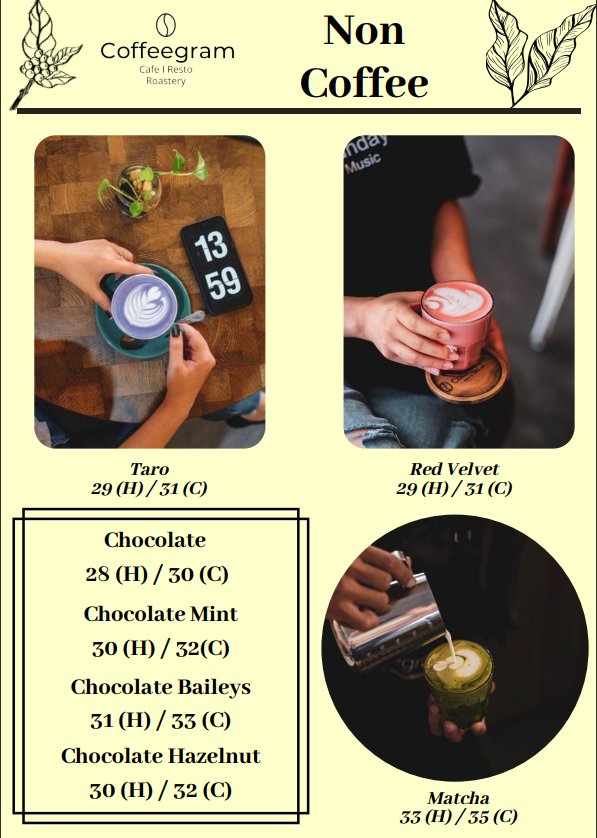 Coffeegram
Cafe I Resto
Roastery
Non
Coffee
13
59
nday
Music
Taro
29 (H) / 31 (C)
Red Velvet
29 (H) / 31 (C)
Chocolate
28 (H) / 30 (C)
Chocolate Mint
30 (H) / 32(C)
Chocolate Baileys
31 (H) / 33 (C)
Chocolate Hazelnut
30 (H) / 32 (C)
Matcha
33 (H) / 35 (C)